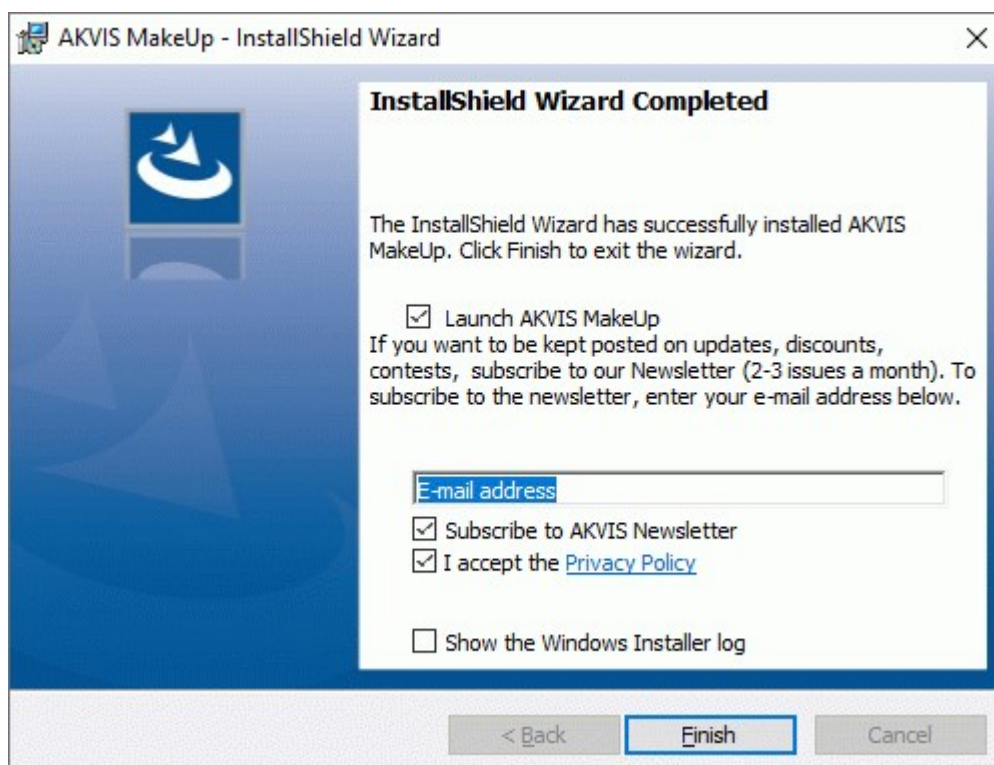 AKVIS MakeUp - InstallShield Wizard
InstallShield Wizard Completed
The InstallShield Wizard has successfully installed AKVIS
MakeUp. Click Finish to exit the wizard.
Launch AKVIS MakeUp
If you want to be kept posted on updates, discounts,
contests,  subscribe to our Newsletter (2-3 issues a month). To
subscribe to the newsletter, enter your e-mail address below.
E-mail address
Subscribe to AKVIS Newsletter
I accept the Privacy Policy
Show the Windows Installer log
< Back
Finish
Cancel